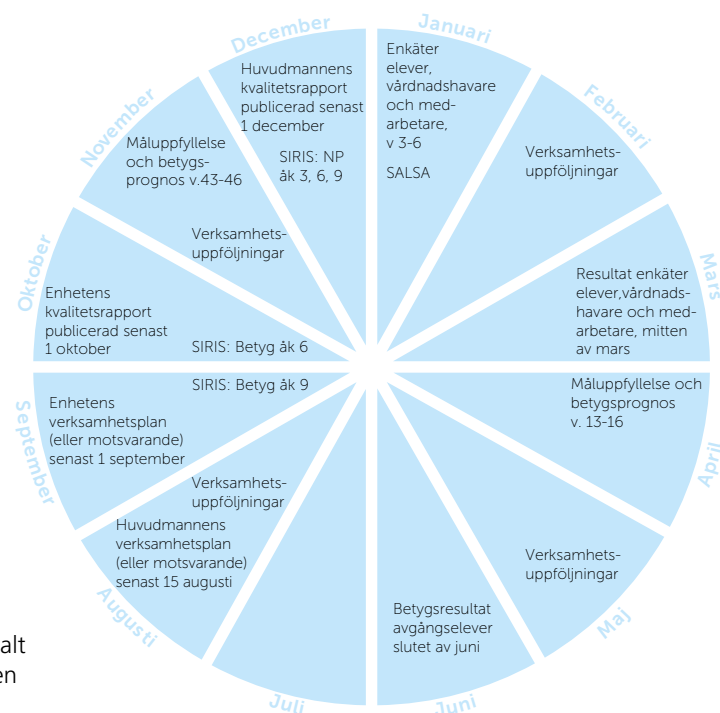 Januari
Enkäter
elever,
vårdnadshavare
och med-
arbetare,
v 3-6
SALSA
Februari
Verksamhets-
uppföljningar
Mars
Resultat enkäter
elever,vårdnads-
havare och med-
arbetare, mitten
av mars
April
Måluppfyllelse och
betygsprognos
v. 13-16
Maj
Verksamhets-
uppföljningar
Juni
Betygsresultat
avgångselever
slutet av juni
Juli
Augusti
Verksamhets-
uppföljningar
Huvudmannens
verksamhetsplan
(eller motsvarande)
senast 15 augusti
September
SIRIS: Betyg åk 9
Enhetens
verksamhetsplan
(eller motsvarande)
senast 1 september
Oktober
Enhetens
kvalitetsrapport
publicerad senast
1 oktober
SIRIS: Betyg åk 6
November
Måluppfyllelse
och betygs-
prognos v.43-46
Verksamhets-
uppföljningar
December
Huvudmannens
kvalitetsrapport
publicerad senast
1 december
SIRIS: NP
åk 3, 6, 9
alt
en